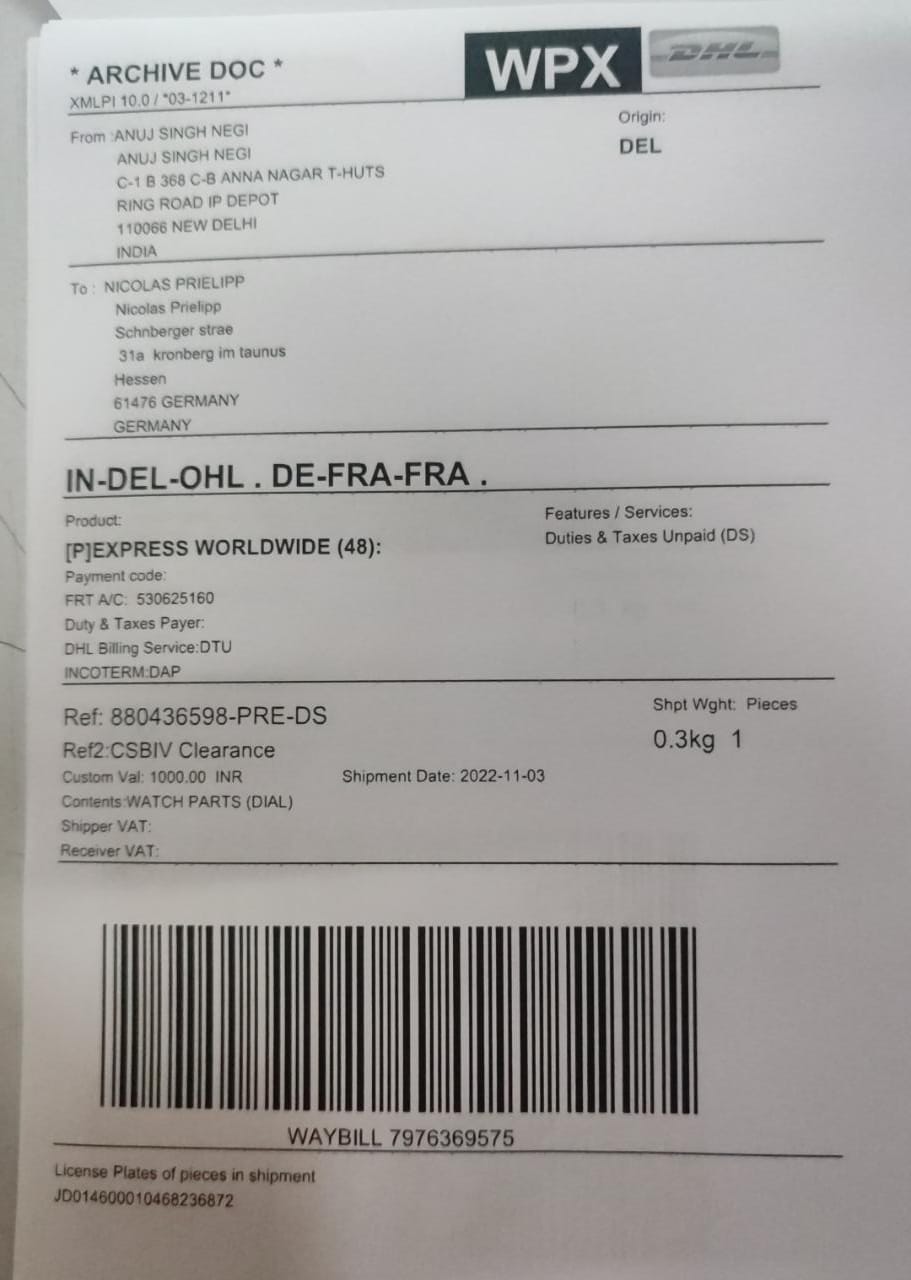 * ARCHIVE DOC *
WPX
DHL
XMLPI 10.0 / "03-1211"
From : ANUJ SINGH NEGI
ANUJ SINGH NEGI
C-1 B 368 C-B ANNA NAGAR T-HUTS
RING ROAD IP DEPOT
110066 NEW DELHI
INDIA
Origin:
DEL
To : NICOLAS PRIELIPP
Nicolas Prielipp
Schnberger strae
31a kronberg im taunus
Hessen
61476 GERMANY
GERMANY
IN-DEL-OHL . DE-FRA-FRA .
Product:
[P]EXPRESS WORLDWIDE (48):
Features / Services:
Duties & Taxes Unpaid (DS)
Payment code:
FRT A/C: 530625160
Duty & Taxes Payer:
DHL Billing Service:DTU
INCOTERM:DAP
Ref: 880436598-PRE-DS
Shpt Wght: Pieces
0.3kg 1
Ref2:CSBIV Clearance
Custom Val: 1000.00 INR
Shipment Date: 2022-11-03
Contents:WATCH PARTS (DIAL)
Shipper VAT:
Receiver VAT:
WAYBILL 7976369575
License Plates of pieces in shipment
JD014600010468236872